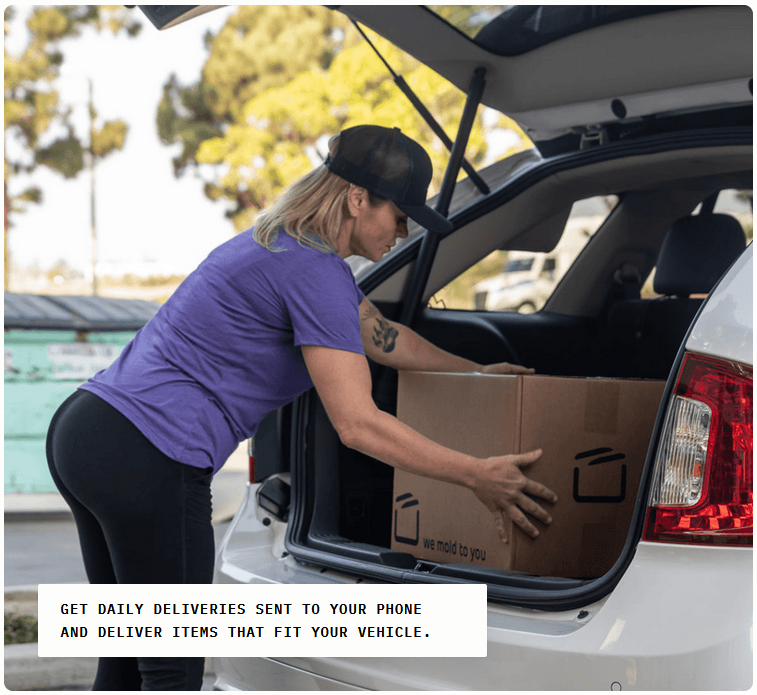 we mold to you
GET DAILY DELIVERIES SENT TO YOUR PHONE
AND DELIVER ITEMS THAT FIT YOUR VEHICLE.